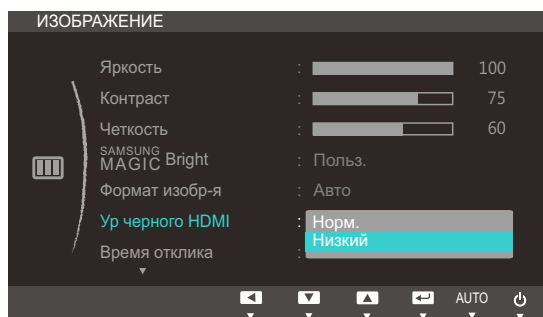 ИЗОБРАЖЕНИЕ
Яркость : 100
Контраст : 75
Четкость : 60
SAMSUNG MAGIC Bright : Польз.
Формат изобр-я : Авто
Ур черного HDMI : Норм.
Низкий
Время отклика :
AUTO